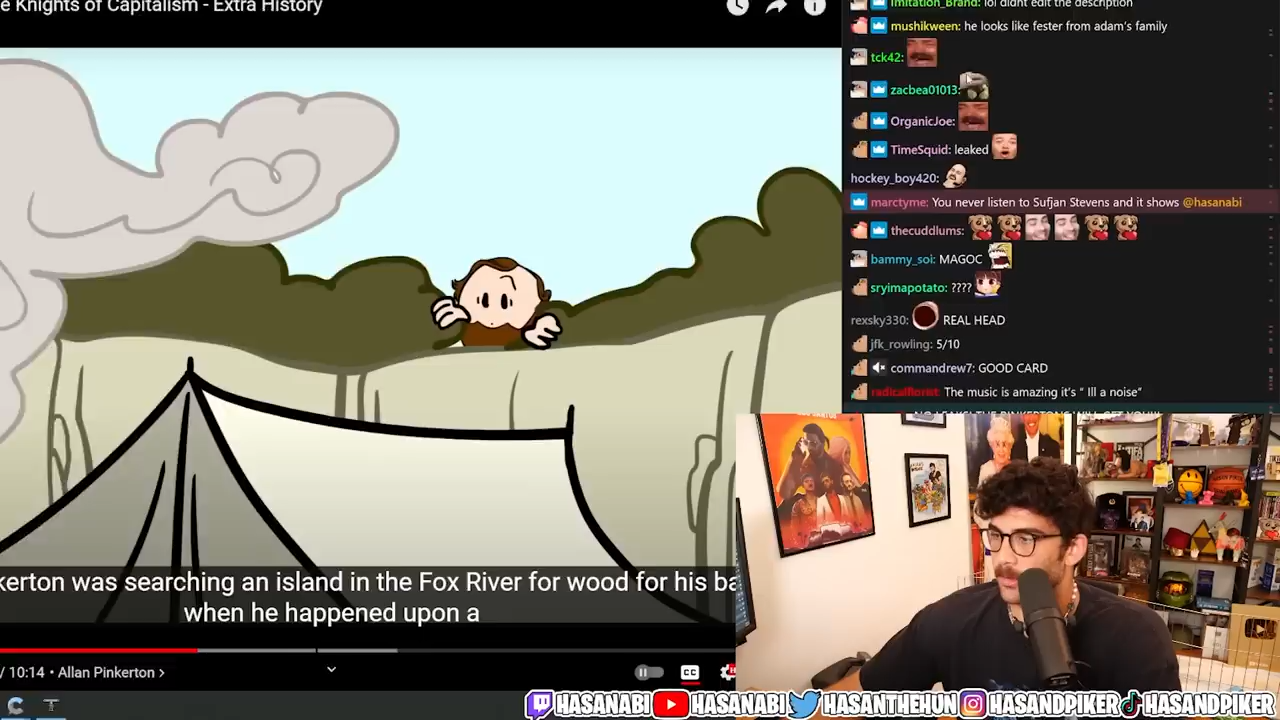 e Knights of Capitalism - Extra History
Imitation_Brand: lol didnt edit the description
mushikween: he looks like fester from adam's family
tck42:
zacbea01013:
OrganicJoe:
TimeSquid: leaked
hockey_boy420:
marctyme: You never listen to Sufjan Stevens and it shows @hasanabi
thecuddlums:
bammy_soi: MAGOC
sryimapotato: ????
rexsky330: REAL HEAD
jfk_rowling: 5/10
commandrew7: GOOD CARD
radicalflorist: The music is amazing it's " Ill a noise"
kerton was searching an island in the Fox River for wood for his ba
when he happened upon a
/ 10:14 • Allan Pinkerton >
CC
HASANABI HASANABI HASANTHEHUN HASANDPIKER HASANDPIKER